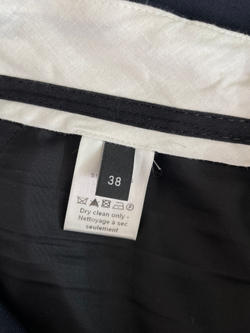 38
Dry clean only -
Nettoyage à sec
seulement